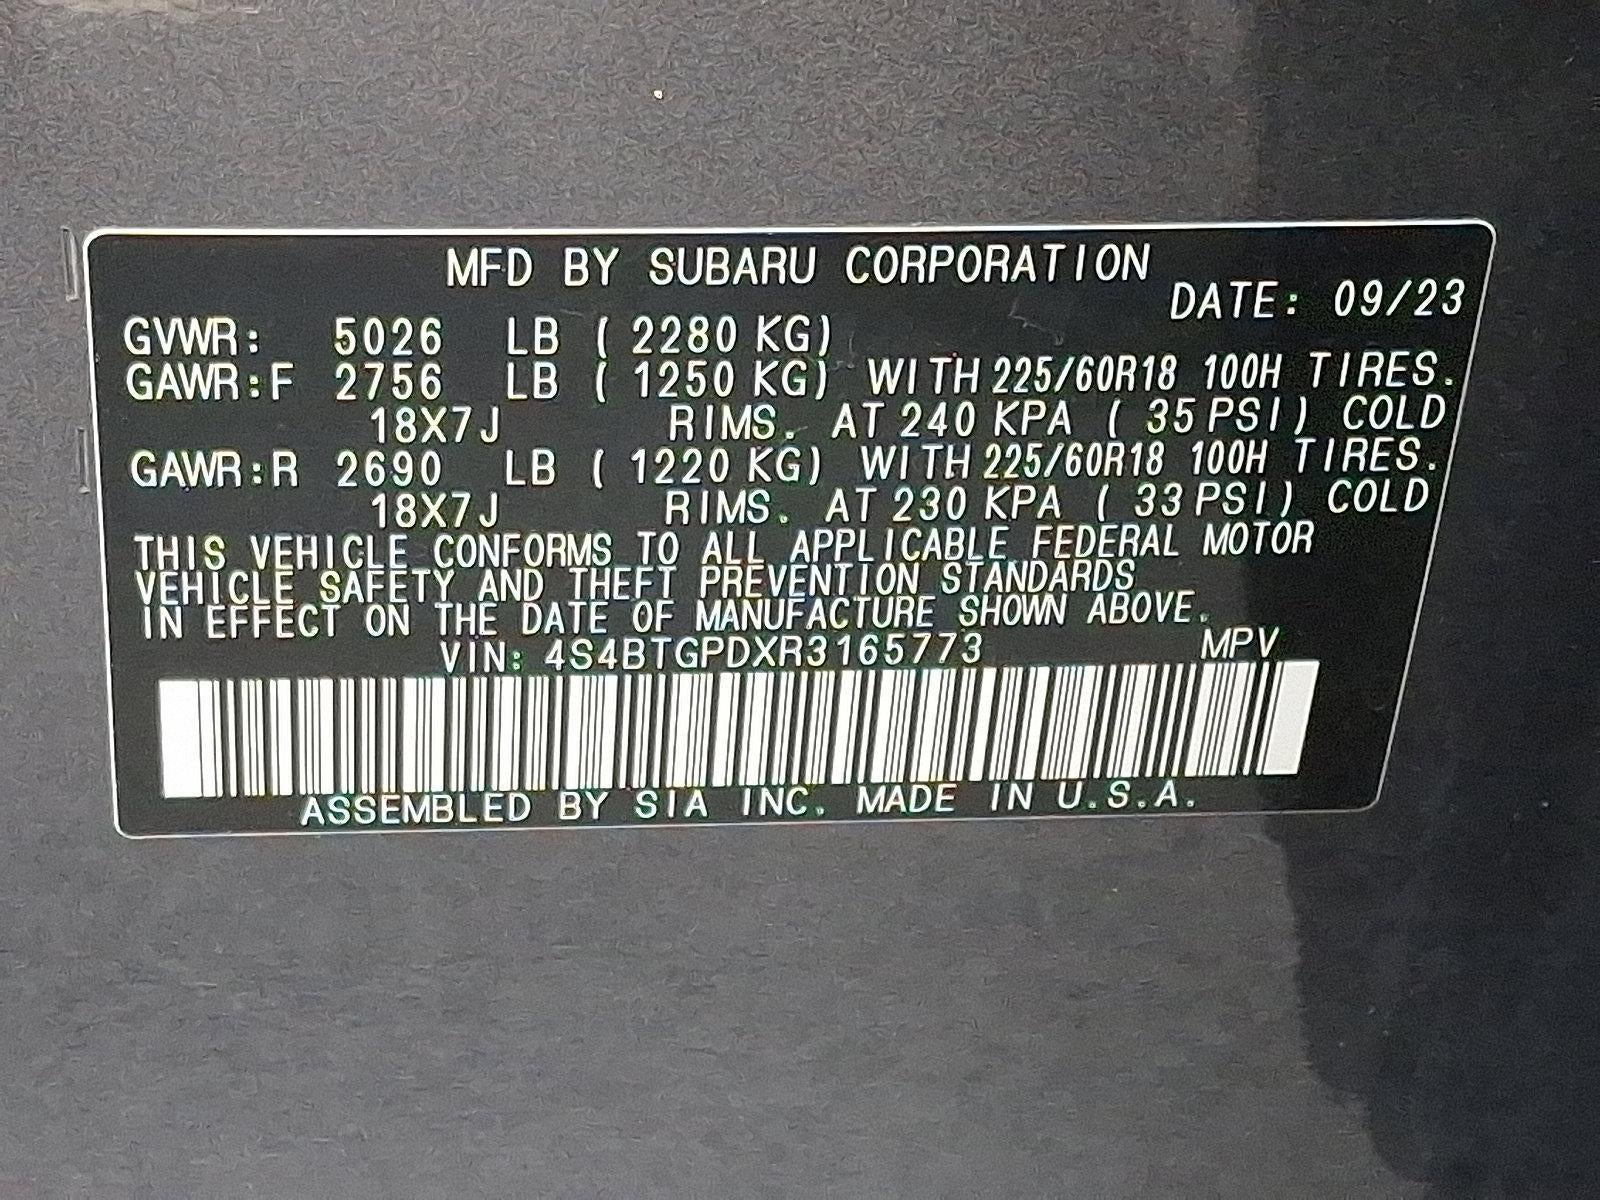 MFD BY SUBARU CORPORATION
DATE: 09/23
GVWR: 5026 LB ( 2280 KG)
GAWR:F 2756 LB ( 1250 KG) WITH 225/60R18 100H TIRES.
18X7J RIMS. AT 240 KPA ( 35 PSI) COLD
GAWR:R 2690 LB ( 1220 KG) WITH 225/60R18 100H TIRES.
18X7J RIMS. AT 230 KPA ( 33 PSI) COLD
THIS VEHICLE CONFORMS TO ALL APPLICABLE FEDERAL MOTOR
VEHICLE SAFETY AND THEFT PREVENTION STANDARDS
IN EFFECT ON THE DATE OF MANUFACTURE SHOWN ABOVE.
VIN: 4S4BTGPDXR3165773 MPV
ASSEMBLED BY SIA INC. MADE IN U.S.A.